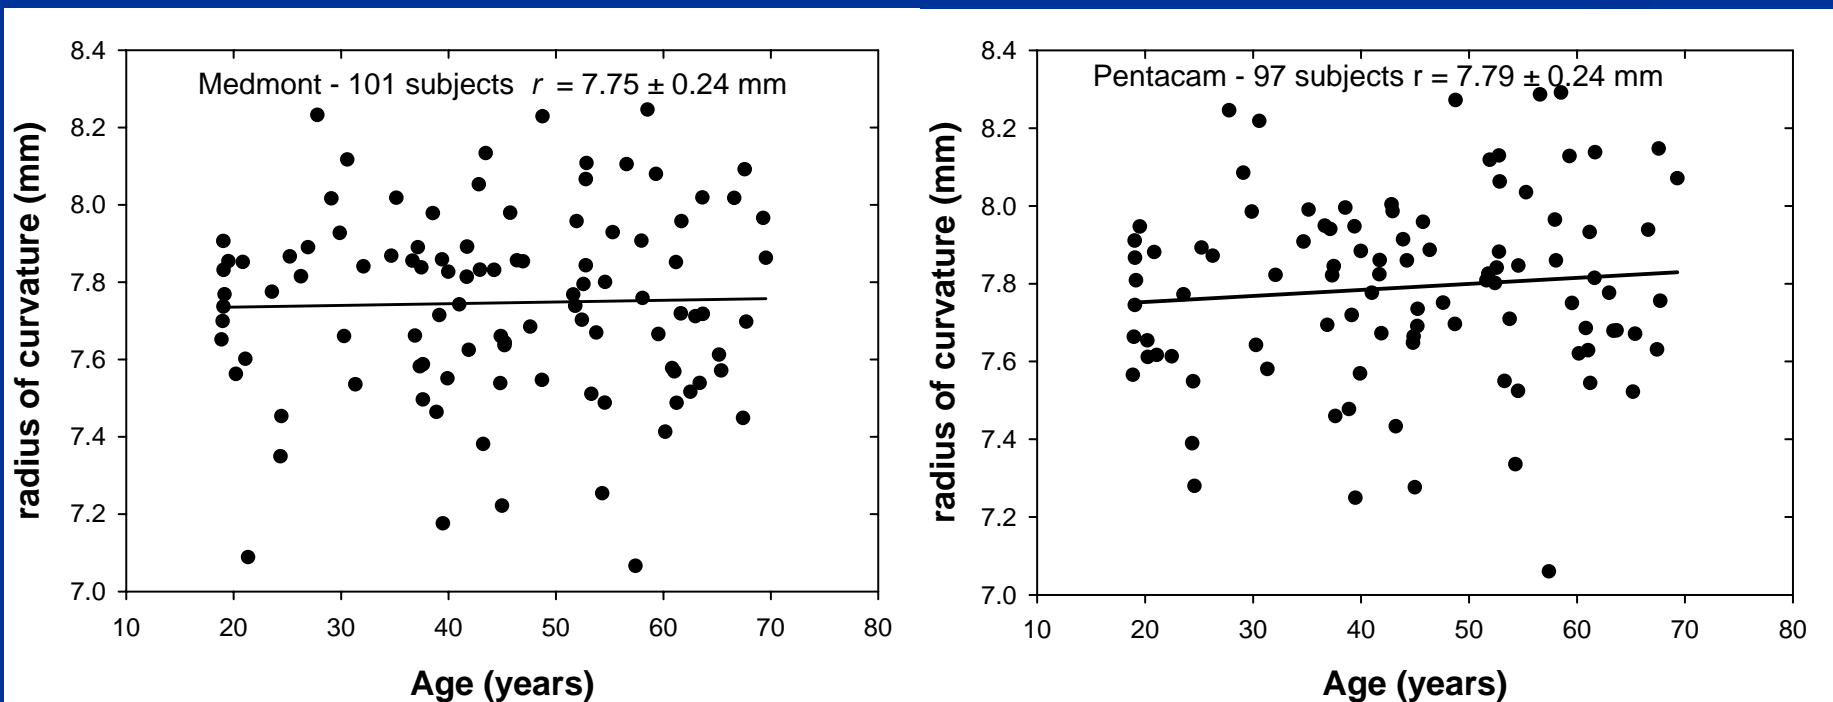 Medmont - 101 subjects r = 7.75 ± 0.24 mm
radius of curvature (mm)
8.4
8.2
8.0
7.8
7.6
7.4
7.2
7.0
10 20 30 40 50 60 70 80
Age (years)
Pentacam - 97 subjects r = 7.79 ± 0.24 mm
radius of curvature (mm)
8.4
8.2
8.0
7.8
7.6
7.4
7.2
7.0
10 20 30 40 50 60 70 80
Age (years)